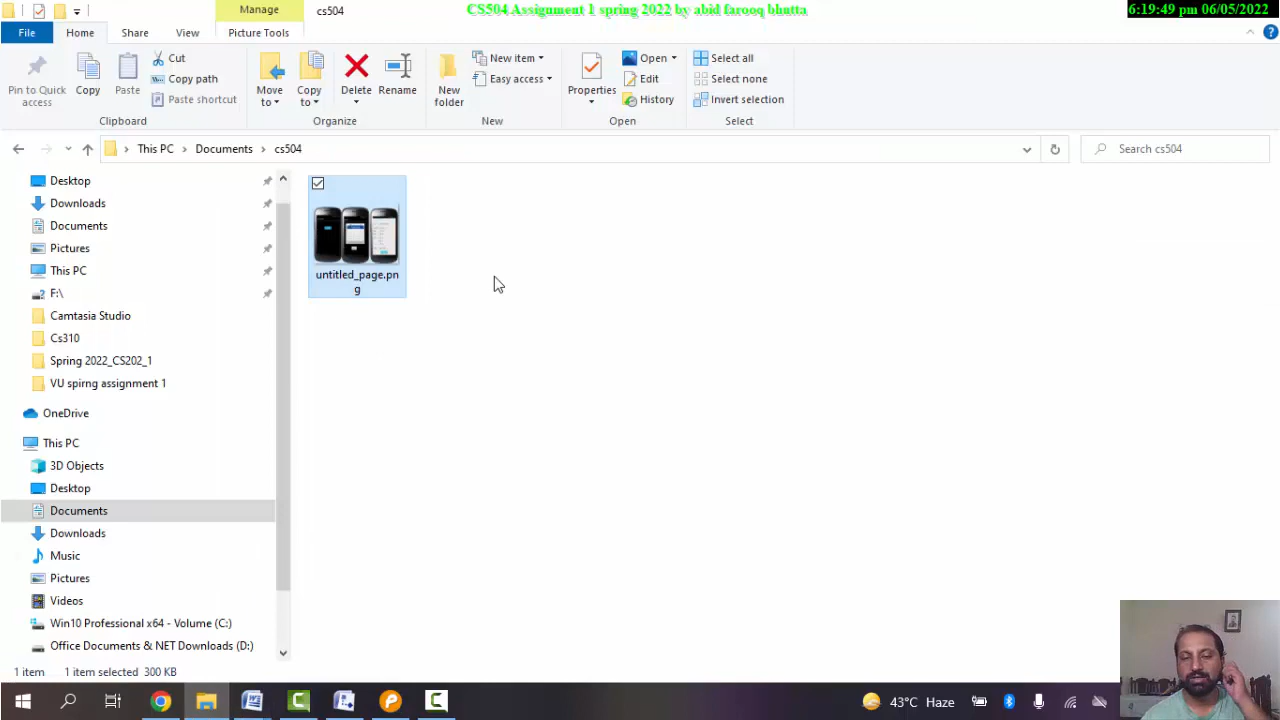 Manage
cs504
CS504 Assignment 1 spring 2022 by abid farooq bhutta
6:19:49 pm 06/05/2022
File
Home
Share
View
Picture Tools
Pin to Quick access
Copy
Paste
Cut
Copy path
Paste shortcut
Clipboard
Move to
Copy to
Delete
Rename
Organize
New folder
New item
Easy access
New
Properties
Open
Edit
History
Open
Select all
Select none
Invert selection
Select
This PC
Documents
cs504
Search cs504
Desktop
Downloads
Documents
Pictures
This PC
F:\
Camtasia Studio
Cs310
Spring 2022_CS202_1
VU spirng assignment 1
OneDrive
This PC
3D Objects
Desktop
Documents
Downloads
Music
Pictures
Videos
Win10 Professional x64 - Volume (C:)
Office Documents & NET Downloads (D:)
untitled_page.pn
g
1 item
1 item selected 300 KB
43°C Haze